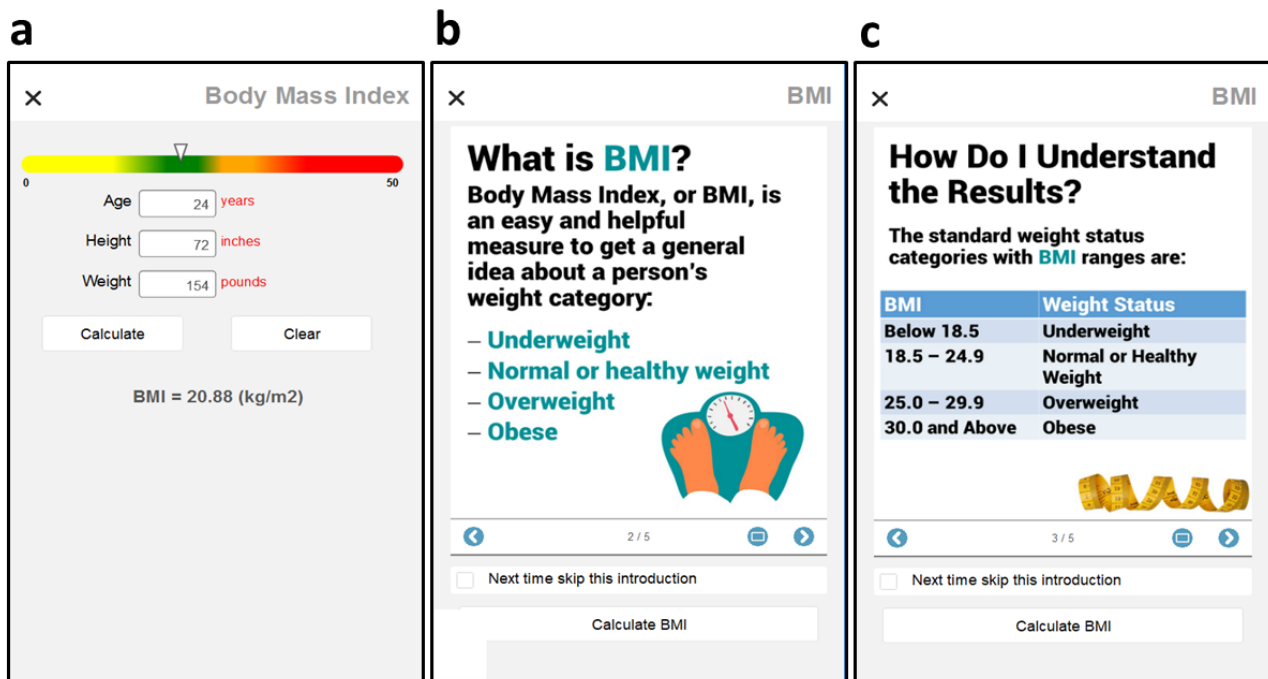 a
Body Mass Index
0
50
Age 24 years
Height 72 inches
Weight 154 pounds
Calculate Clear
BMI = 20.88 (kg/m2)
b
BMI
What is BMI?
Body Mass Index, or BMI, is
an easy and helpful
measure to get a general
idea about a person's
weight category:
– Underweight
– Normal or healthy weight
– Overweight
– Obese
2 / 5
Next time skip this introduction
Calculate BMI
c
BMI
How Do I Understand
the Results?
The standard weight status
categories with BMI ranges are:
BMI Weight Status
Below 18.5 Underweight
18.5 – 24.9 Normal or Healthy
Weight
25.0 – 29.9 Overweight
30.0 and Above Obese
3 / 5
Next time skip this introduction
Calculate BMI